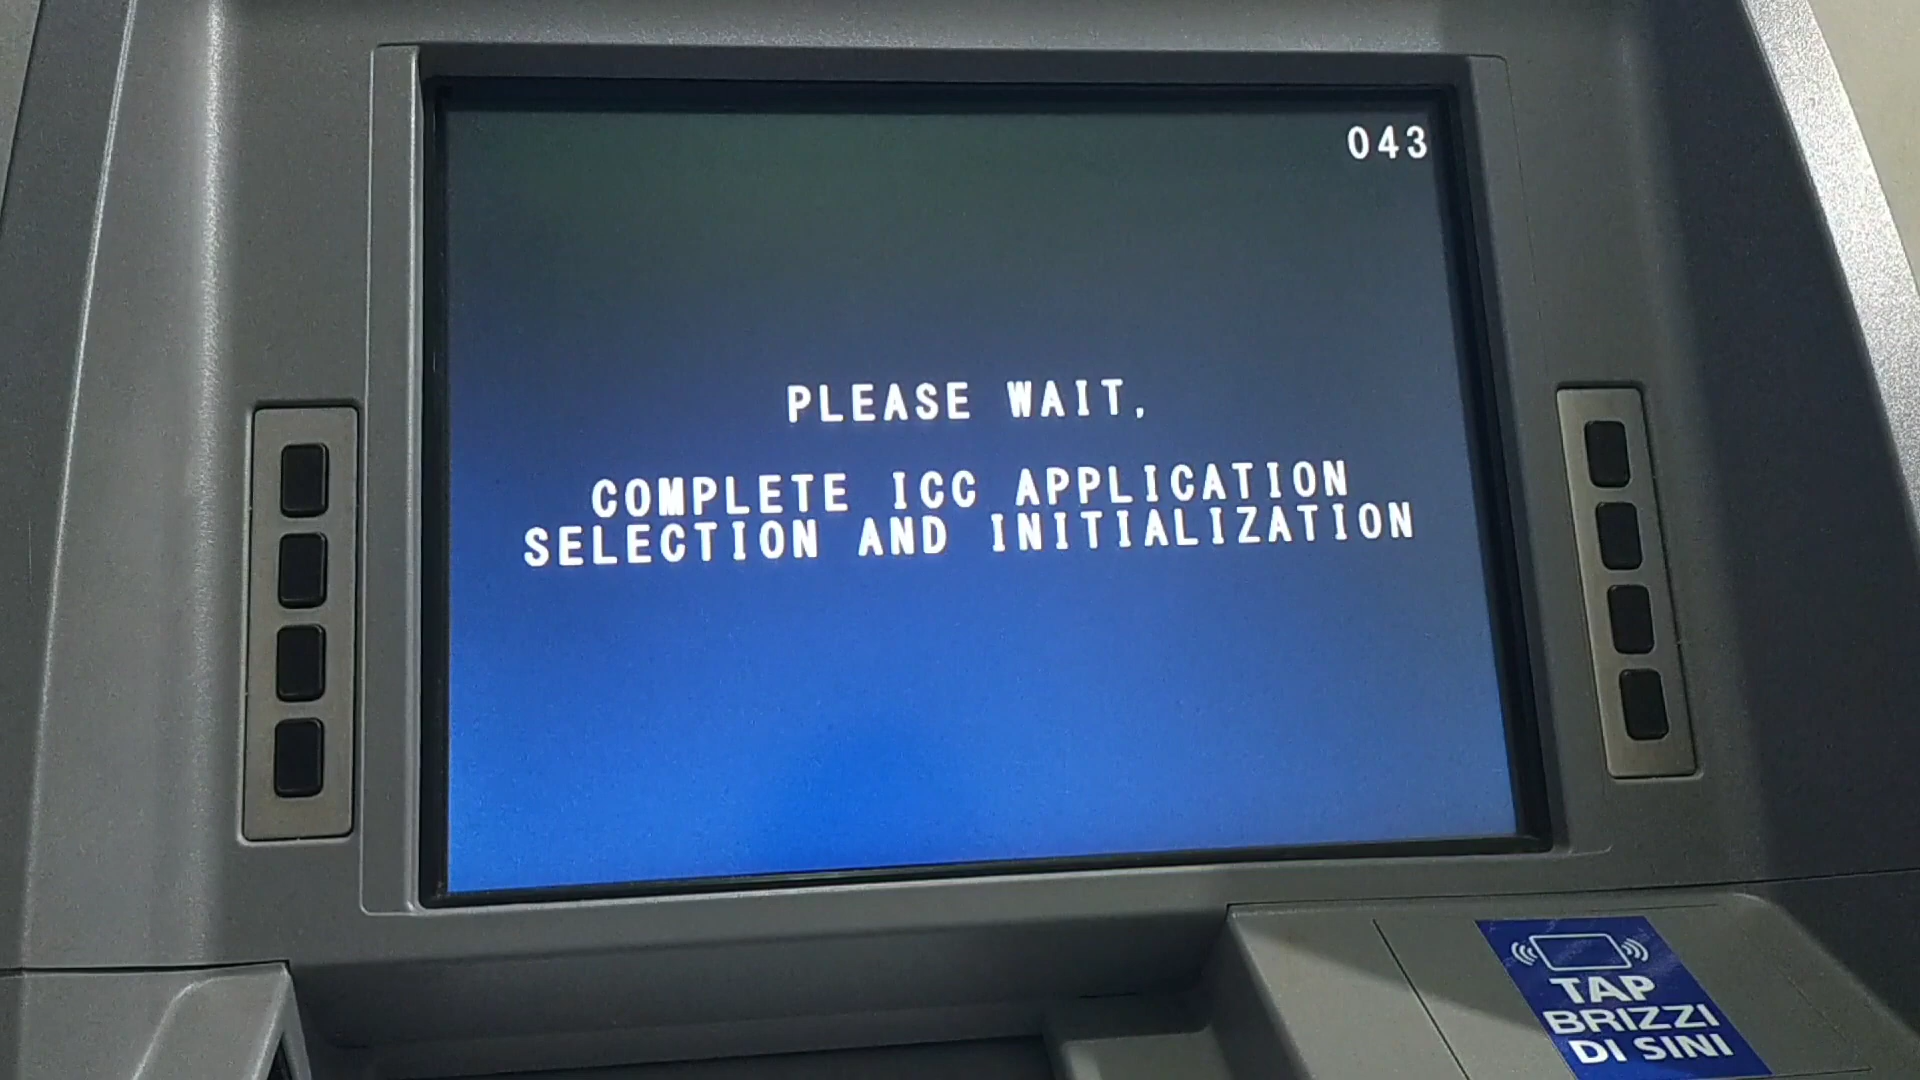 043
PLEASE WAIT,
COMPLETE ICC APPLICATION
SELECTION AND INITIALIZATION
TAP
BRIZZI
DI SINI